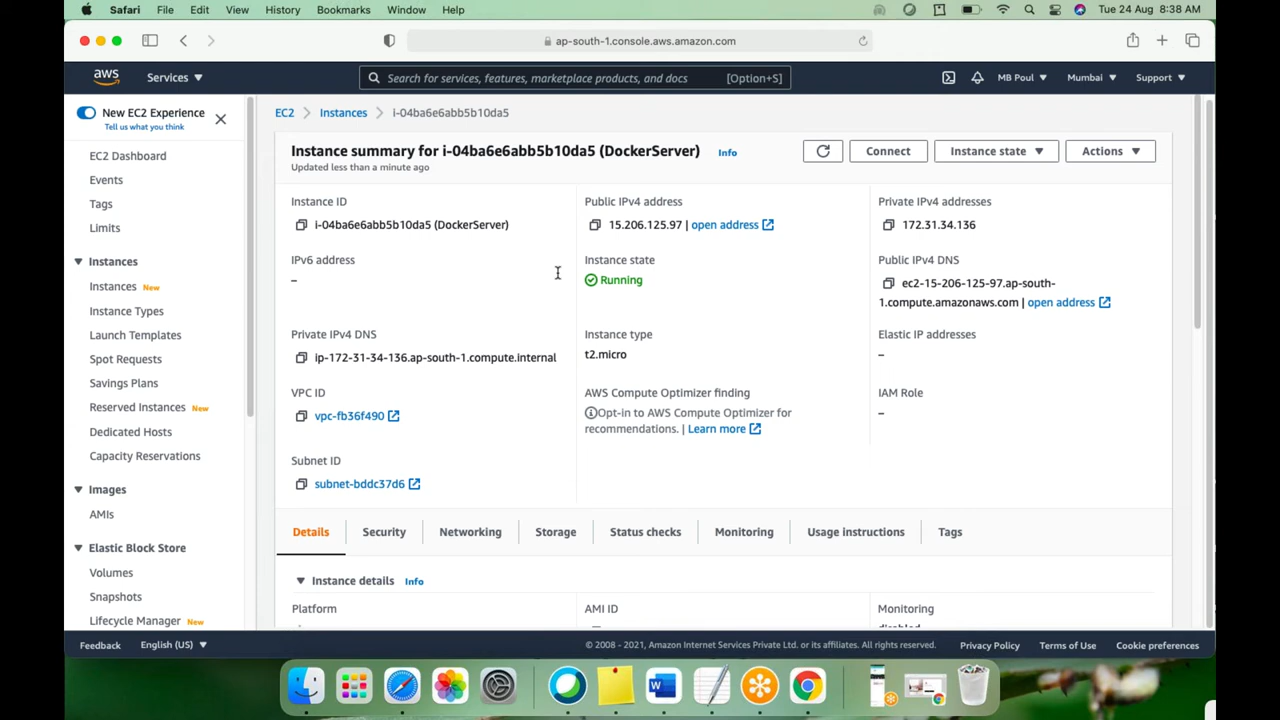 Safari File Edit View History Bookmarks Window Help Tue 24 Aug 8:38 AM
ap-south-1.console.aws.amazon.com
aws Services Search for services, features, marketplace products, and docs [Option+S] MB Poul Mumbai Support
New EC2 Experience
Tell us what you think
EC2 Dashboard
Events
Tags
Limits
Instances
Instances New
Instance Types
Launch Templates
Spot Requests
Savings Plans
Reserved Instances New
Dedicated Hosts
Capacity Reservations
Images
AMIs
Elastic Block Store
Volumes
Snapshots
Lifecycle Manager New
EC2 > Instances > i-04ba6e6abb5b10da5
Instance summary for i-04ba6e6abb5b10da5 (DockerServer) Info
Updated less than a minute ago
Connect Instance state Actions
Instance ID
i-04ba6e6abb5b10da5 (DockerServer)
Public IPv4 address
15.206.125.97 | open address
Private IPv4 addresses
172.31.34.136
IPv6 address
–
Instance state
Running
Public IPv4 DNS
ec2-15-206-125-97.ap-south-
1.compute.amazonaws.com | open address
Private IPv4 DNS
ip-172-31-34-136.ap-south-1.compute.internal
Instance type
t2.micro
Elastic IP addresses
–
VPC ID
vpc-fb36f490
AWS Compute Optimizer finding
Opt-in to AWS Compute Optimizer for
recommendations. | Learn more
IAM Role
–
Subnet ID
subnet-bddc37d6
Details Security Networking Storage Status checks Monitoring Usage instructions Tags
Instance details Info
Platform AMI ID Monitoring
Feedback English (US) © 2008 - 2021, Amazon Internet Services Private Ltd. or its affiliates. All rights reserved. Privacy Policy Terms of Use Cookie preferences